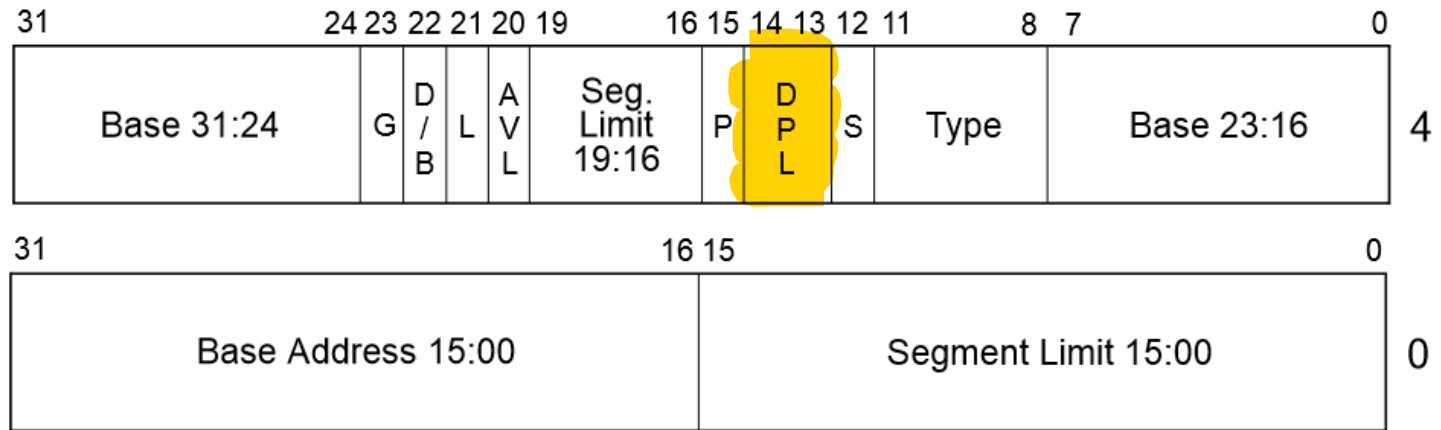 31 24 23 22 21 20 19 16 15 14 13 12 11 8 7 0
Base 31:24 G D/B L AVL Seg. Limit 19:16 P DPL S Type Base 23:16 4
31 16 15 0
Base Address 15:00 Segment Limit 15:00 0